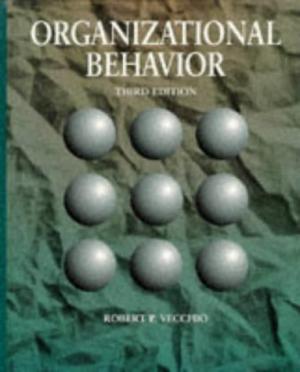 ORGANIZATIONAL
BEHAVIOR
THIRD EDITION
ROBERT P. VECCHIO